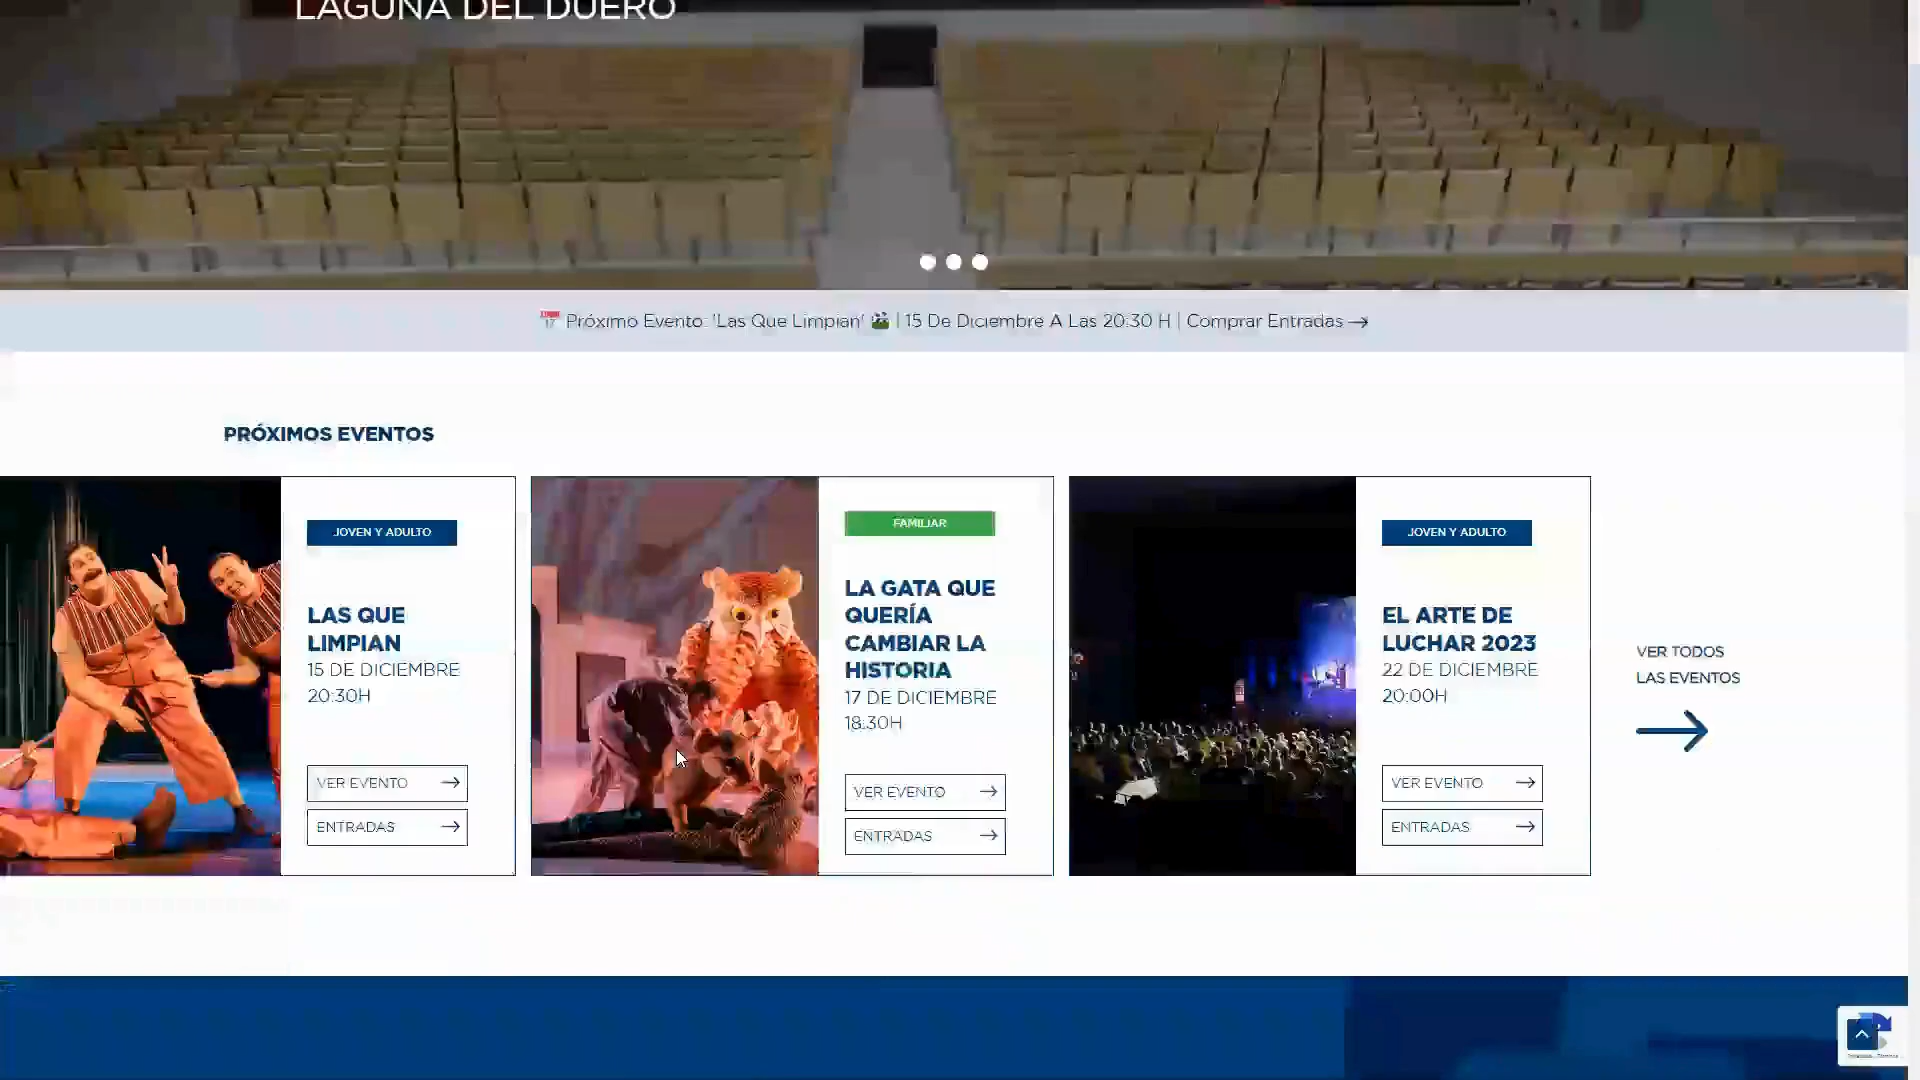 LAGUNA DEL DUERO
Próximo Evento: 'Las Que Limpian' | 15 De Diciembre A Las 20:30 H | Comprar Entradas →
PRÓXIMOS EVENTOS
JOVEN Y ADULTO
LAS QUE
LIMPIAN
15 DE DICIEMBRE
20:30H
VER EVENTO →
ENTRADAS →
FAMILIAR
LA GATA QUE
QUERÍA
CAMBIAR LA
HISTORIA
17 DE DICIEMBRE
18:30H
VER EVENTO →
ENTRADAS →
JOVEN Y ADULTO
EL ARTE DE
LUCHAR 2023
22 DE DICIEMBRE
20:00H
VER EVENTO →
ENTRADAS →
VER TODOS
LAS EVENTOS